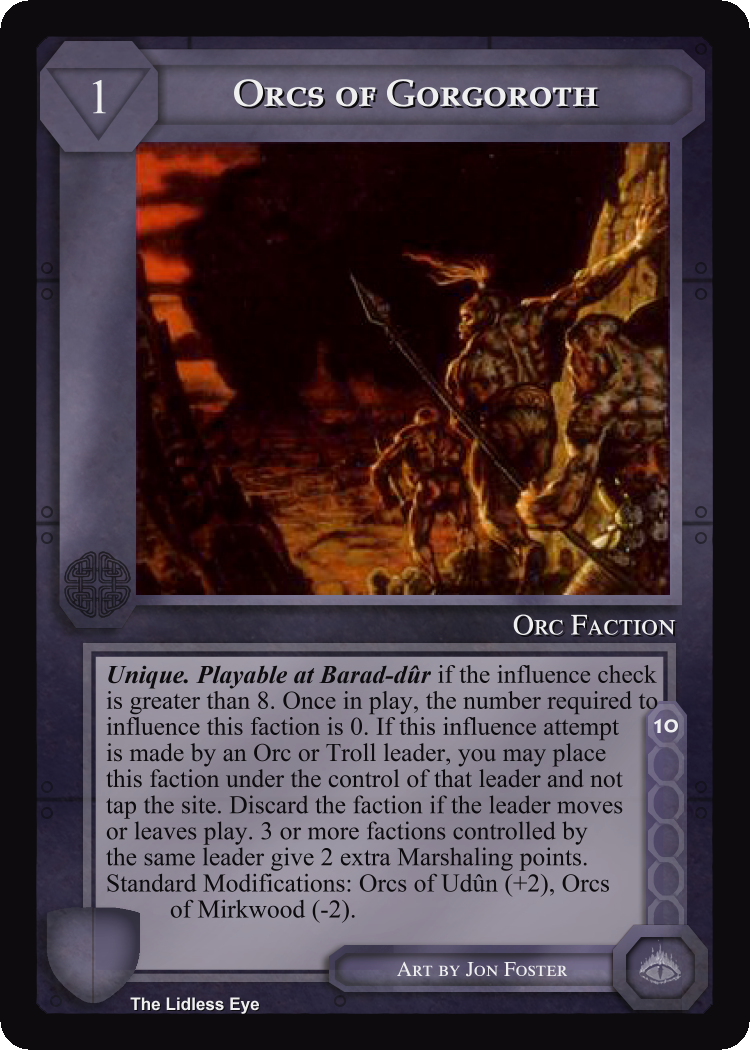 1
Orcs of Gorgoroth
Orc Faction
Unique. Playable at Barad-dûr if the influence check
is greater than 8. Once in play, the number required to
influence this faction is 0. If this influence attempt
is made by an Orc or Troll leader, you may place
this faction under the control of that leader and not
tap the site. Discard the faction if the leader moves
or leaves play. 3 or more factions controlled by
the same leader give 2 extra Marshaling points.
Standard Modifications: Orcs of Udûn (+2), Orcs
of Mirkwood (-2).
10
Art by Jon Foster
The Lidless Eye